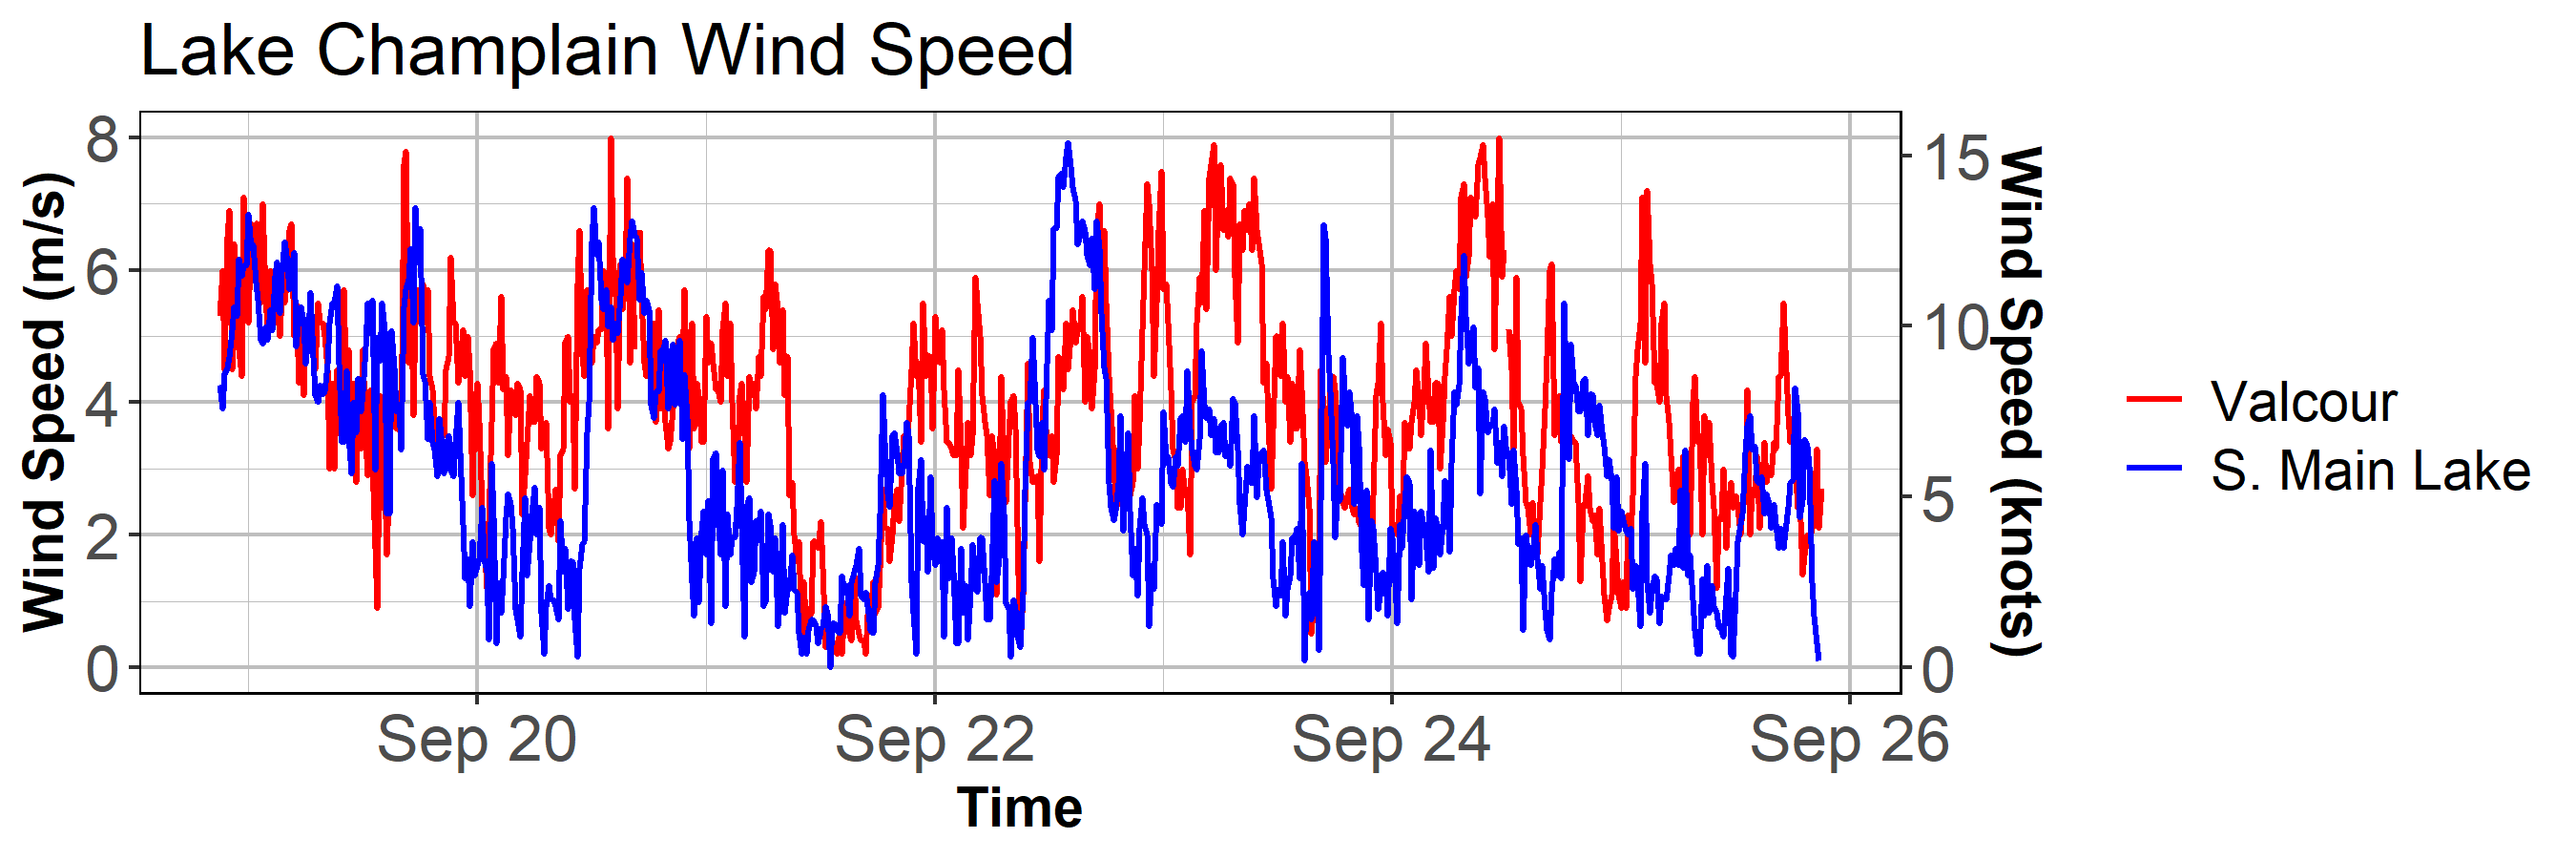 Lake Champlain Wind Speed
Wind Speed (m/s)
8
6
4
2
0
15
10
5
0
Wind Speed (knots)
Sep 20
Sep 22
Sep 24
Sep 26
Time
Valcour
S. Main Lake